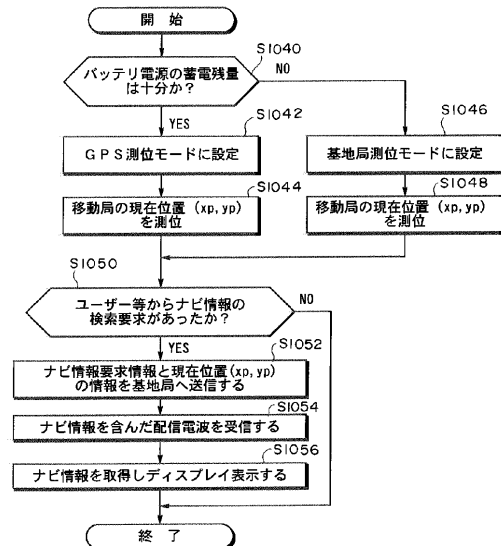 開 始
S1040
バッテリ電源の蓄電残量
は十分か？
NO
YES
S1042
S1046
GPS測位モードに設定
基地局測位モードに設定
S1044
S1048
移動局の現在位置 (xp,yp)
を測位
移動局の現在位置 (xp,yp)
を測位
S1050
ユーザー等からナビ情報の
検索要求があったか？
NO
YES
S1052
ナビ情報要求情報と現在位置(xp,yp)
の情報を基地局へ送信する
S1054
ナビ情報を含んだ配信電波を受信する
S1056
ナビ情報を取得しディスプレイ表示する
終 了